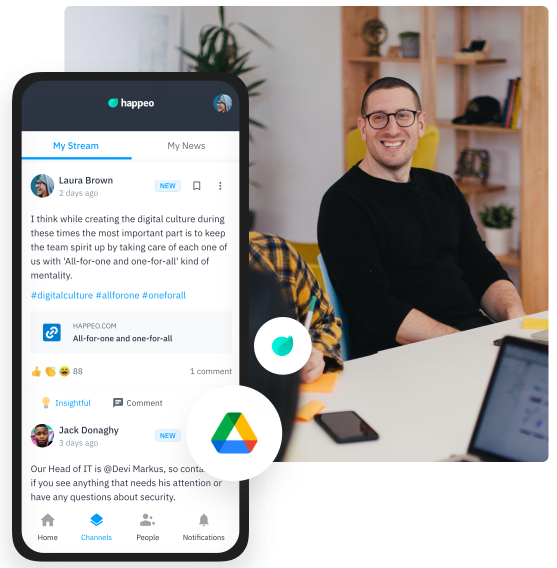 happeo
My Stream
My News
Laura Brown
2 days ago
NEW
I think while creating the digital culture during
these times the most important part is to keep
the team spirit up by taking care of each one of
us with 'All-for-one and one-for-all' kind of
mentality.
#digitalculture #allforone #oneforall
HAPPEO.COM
All-for-one and one-for-all
88
1 comment
Insightful
Comment
Jack Donaghy
3 days ago
NEW
Our Head of IT is @Devi Markus, so
if you see anything that needs his attention or
have any questions about security.
Home
Channels
People
Notifications